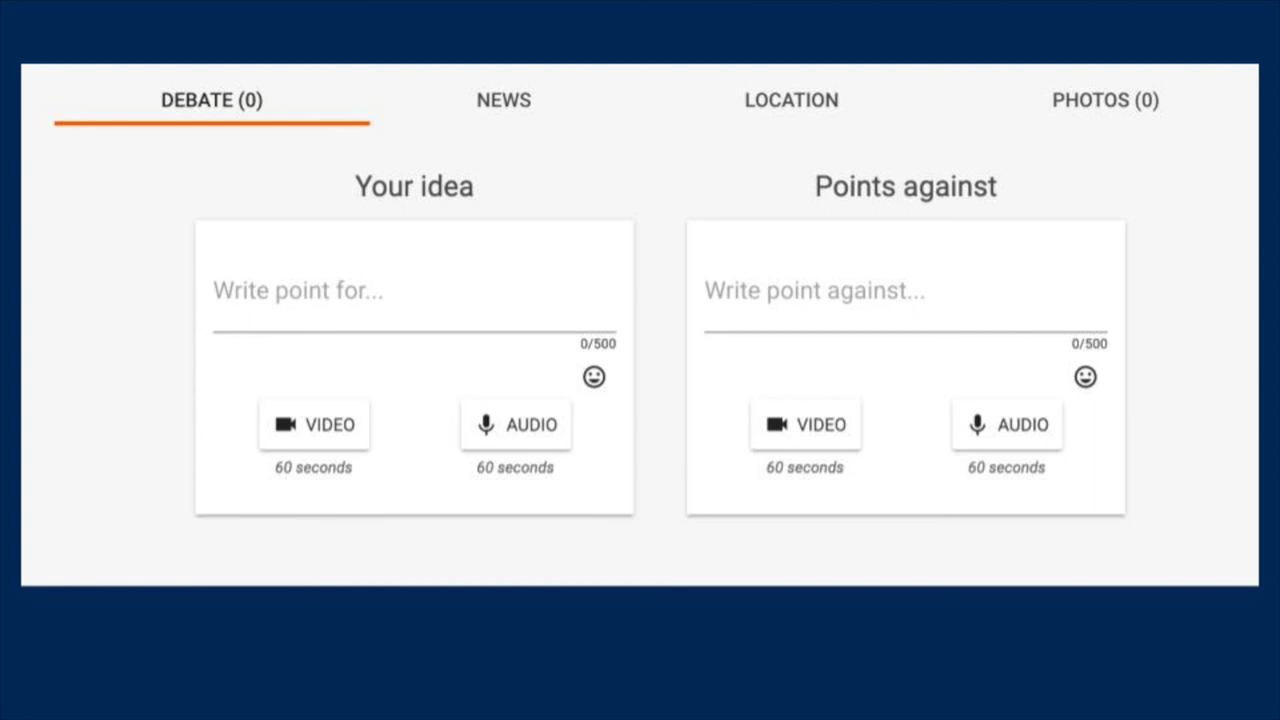 DEBATE (0) NEWS LOCATION PHOTOS (0)
Your idea
Write point for...
0/500
VIDEO AUDIO
60 seconds 60 seconds
Points against
Write point against...
0/500
VIDEO AUDIO
60 seconds 60 seconds